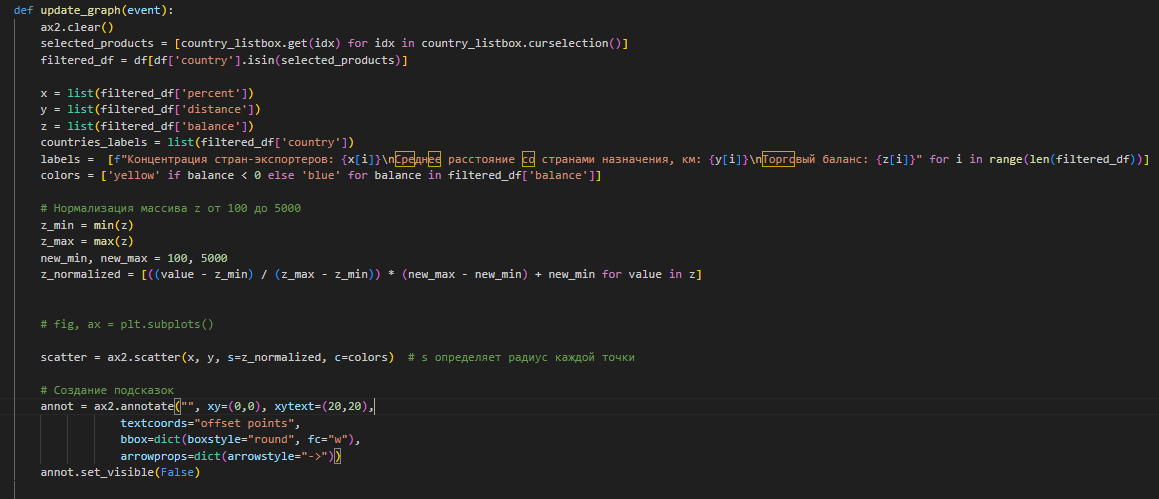 def update_graph(event):
    ax2.clear()
    selected_products = [country_listbox.get(idx) for idx in country_listbox.curselection()]
    filtered_df = df[df['country'].isin(selected_products)]

    x = list(filtered_df['percent'])
    y = list(filtered_df['distance'])
    z = list(filtered_df['balance'])
    countries_labels = list(filtered_df['country'])
    labels =  [f"Концентрация стран-экспортеров: {x[i]}\nСреднее расстояние со странами назначения, км: {y[i]}\nТорговый баланс: {z[i]}" for i in range(len(filtered_df))]
    colors = ['yellow' if balance < 0 else 'blue' for balance in filtered_df['balance']]

    # Нормализация массива z от 100 до 5000
    z_min = min(z)
    z_max = max(z)
    new_min, new_max = 100, 5000
    z_normalized = [((value - z_min) / (z_max - z_min)) * (new_max - new_min) + new_min for value in z]

    # fig, ax = plt.subplots()

    scatter = ax2.scatter(x, y, s=z_normalized, c=colors)  # s определяет радиус каждой точки

    # Создание подсказок
    annot = ax2.annotate("", xy=(0,0), xytext=(20,20),
                textcoords="offset points",
                bbox=dict(boxstyle="round", fc="w"),
                arrowprops=dict(arrowstyle="->"))
    annot.set_visible(False)